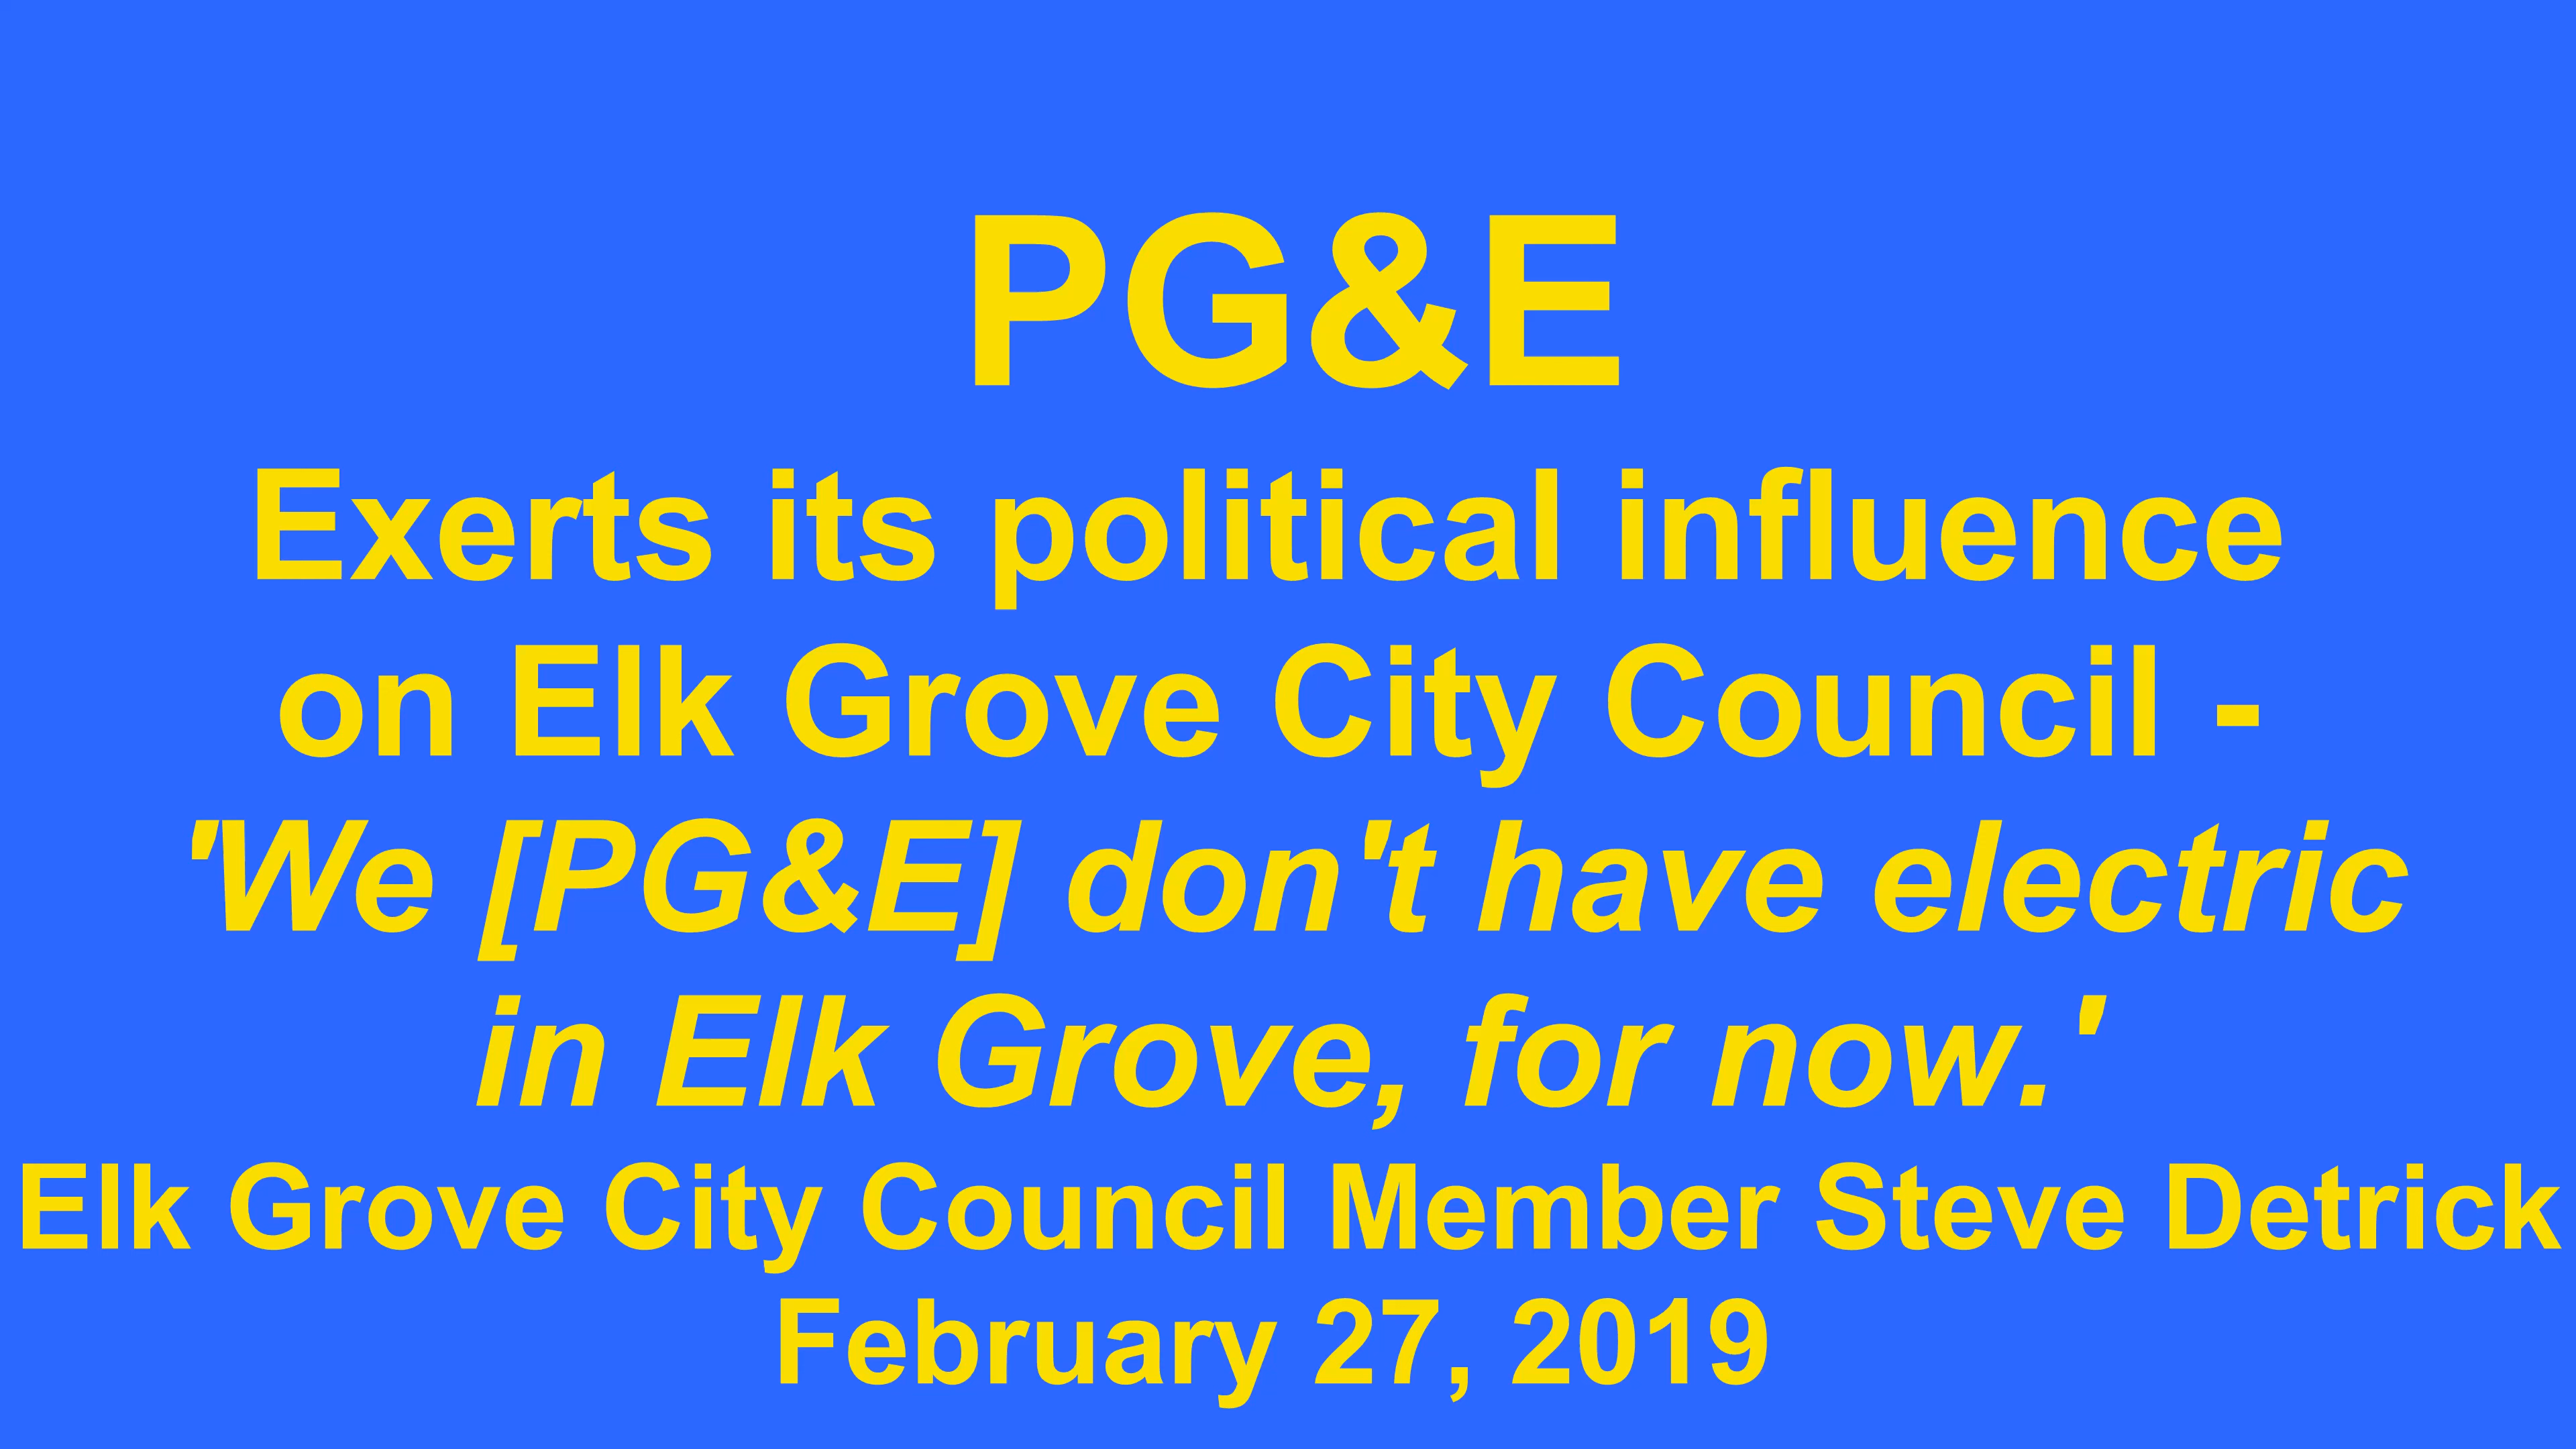 PG&E
Exerts its political influence
on Elk Grove City Council -
'We [PG&E] don't have electric
in Elk Grove, for now.'
Elk Grove City Council Member Steve Detrick
February 27, 2019